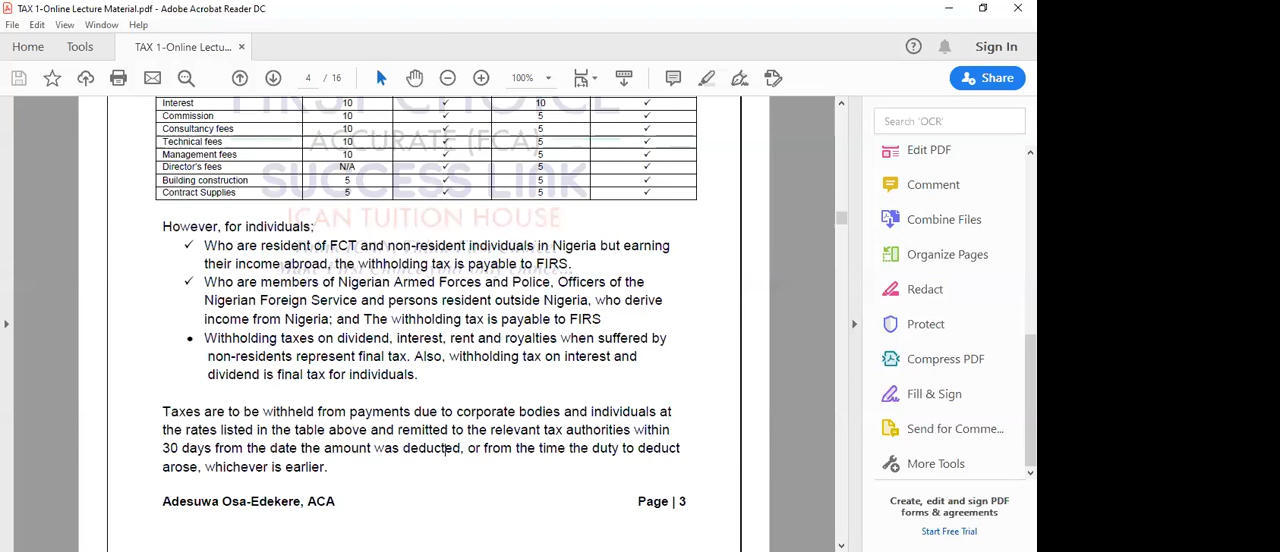 TAX 1-Online Lecture Material.pdf - Adobe Acrobat Reader DC
File Edit View Window Help
Home Tools TAX 1-Online Lectu... × Sign In
4 / 16 100% Share
Interest 10 ✓ 10 ✓
Commission 10 ✓ 5 ✓
Consultancy fees 10 ✓ 5 ✓
Technical fees 10 ✓ 5 ✓
Management fees 10 ✓ 5 ✓
Director's fees N/A ✓ 5 ✓
Building construction 5 ✓ 5 ✓
Contract Supplies 5 ✓ 5 ✓
FIRST CHOICE
ACCURATE (FCA)
SUCCESS LINK
ICAN TUITION HOUSE
However, for individuals;
✓ Who are resident of FCT and non-resident individuals in Nigeria but earning
their income abroad, the withholding tax is payable to FIRS.
✓ Who are members of Nigerian Armed Forces and Police, Officers of the
Nigerian Foreign Service and persons resident outside Nigeria, who derive
income from Nigeria; and The withholding tax is payable to FIRS
• Withholding taxes on dividend, interest, rent and royalties when suffered by
non-residents represent final tax. Also, withholding tax on interest and
dividend is final tax for individuals.
Taxes are to be withheld from payments due to corporate bodies and individuals at
the rates listed in the table above and remitted to the relevant tax authorities within
30 days from the date the amount was deducted, or from the time the duty to deduct
arose, whichever is earlier.
Adesuwa Osa-Edekere, ACA Page | 3
Search 'OCR'
Edit PDF
Comment
Combine Files
Organize Pages
Redact
Protect
Compress PDF
Fill & Sign
Send for Comme...
More Tools
Create, edit and sign PDF
forms & agreements
Start Free Trial